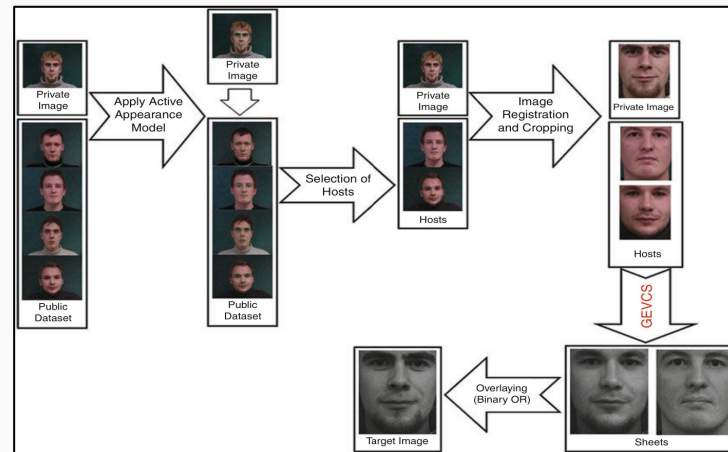 Private
Image
Apply Active
Appearance
Model
Public
Dataset
Private
Image
Public
Dataset
Selection of
Hosts
Private
Image
Hosts
Image
Registration
and Cropping
Private Image
Hosts
GEVCS
Sheets
Overlaying
(Binary OR)
Target Image